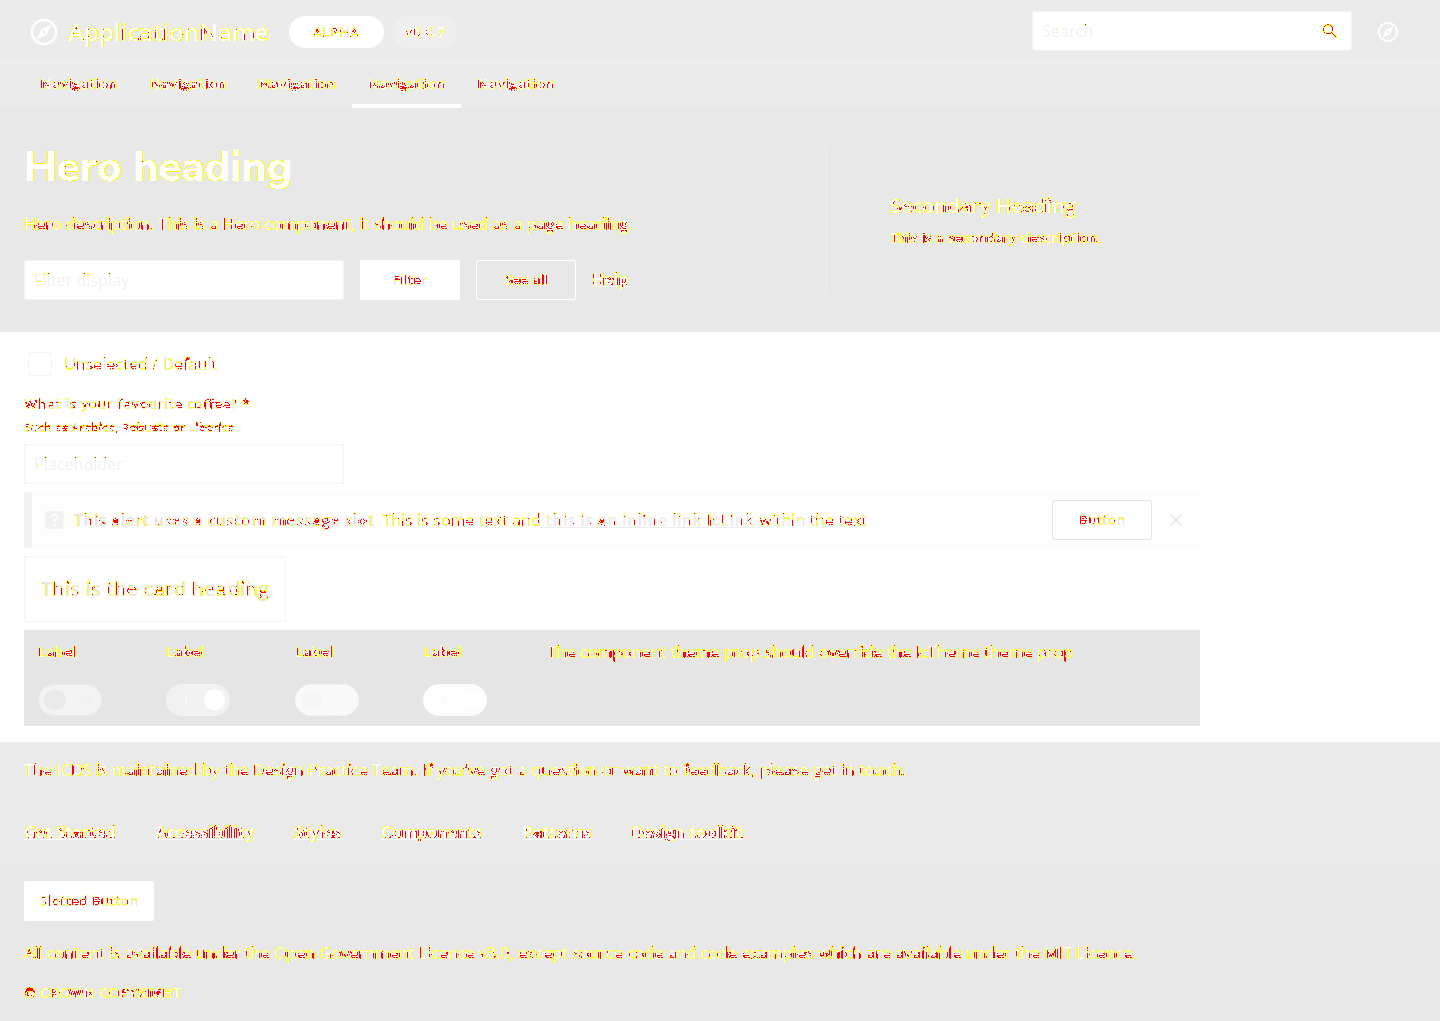 ApplicationName ALPHA v0.0.7 Search
Navigation Navigation Navigation Navigation Navigation
Hero heading
Secondary Heading
Hero description. This is a Hero component. It should be used as a page heading
This is a secondary description.
Filter display Filter See all
Unselected / Default
What is your favourite coffee? *
Such as Arabica, Robusta or Liberica
Placeholder
This alert uses a custom message slot This is some text and this is an inline link IcLink within the text Button
This is the card heading
Label Label Label Label The component theme prop should override the IcTheme theme prop
The ICDS is maintained by the Design Practice Team. If you've got a question or want to feedback, please get in touch.
Get Started Accessibility Styles Components Patterns Design toolkit
Slotted Button
All content is available under the Open Government Licence v3.0, except source code and code examples which are available under the MIT Licence
© CROWN COPYRIGHT